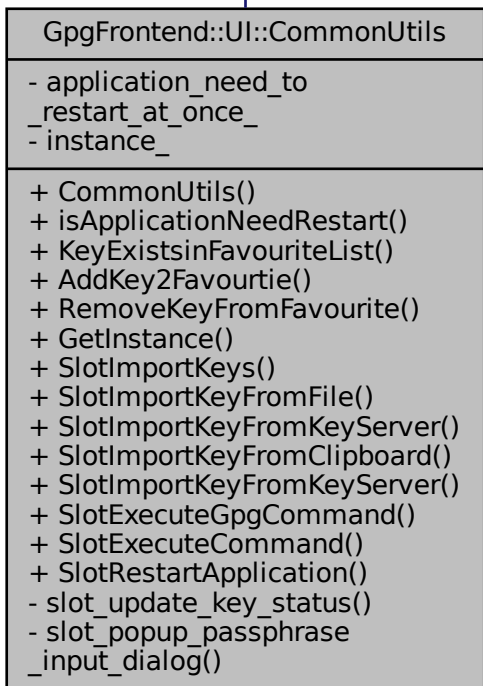 GpgFrontend::UI::CommonUtils
- application_need_to
_restart_at_once_
- instance_
+ CommonUtils()
+ isApplicationNeedRestart()
+ KeyExistsinFavouriteList()
+ AddKey2Favourtie()
+ RemoveKeyFromFavourite()
+ GetInstance()
+ SlotImportKeys()
+ SlotImportKeyFromFile()
+ SlotImportKeyFromKeyServer()
+ SlotImportKeyFromClipboard()
+ SlotImportKeyFromKeyServer()
+ SlotExecuteGpgCommand()
+ SlotExecuteCommand()
+ SlotRestartApplication()
- slot_update_key_status()
- slot_popup_passphrase
_input_dialog()